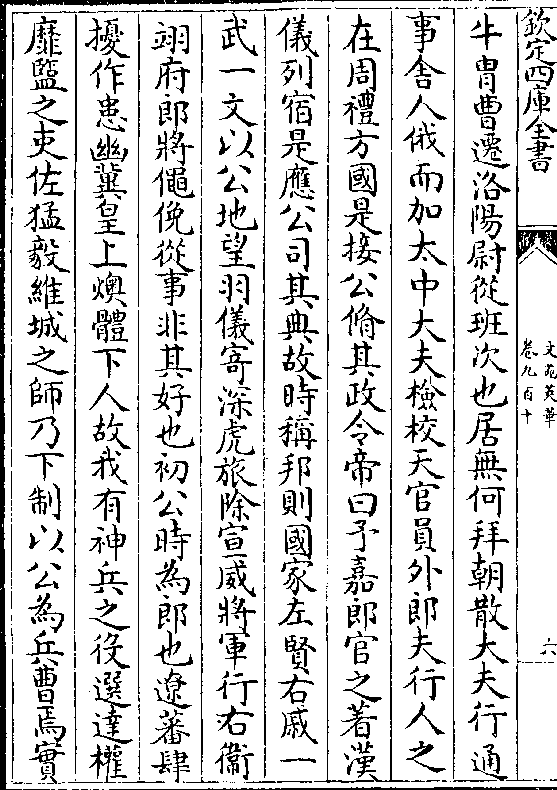 欽定四庫全書
文苑英華
卷九百十
六
牛胄曹遷洛陽尉從班次也居無何拜朝散大夫行通
事舍人俄而加太中大夫檢校天官員外郎夫行人之
在周禮方國是接公脩其政令帝曰予嘉郎官之著漢
儀列宿是應公司其典故時稱邦則國家左賢右戚一
武一文以公地望羽儀寄深虎旅除宣威將軍行右衛
翊府郎將僶俛從事非其好也初公時為郎也遼蕃肆
擾作患幽冀皇上燠體下人故我有神兵之役選達權
靡盬之吏佐猛毅維城之師乃下制以公為兵曹焉實